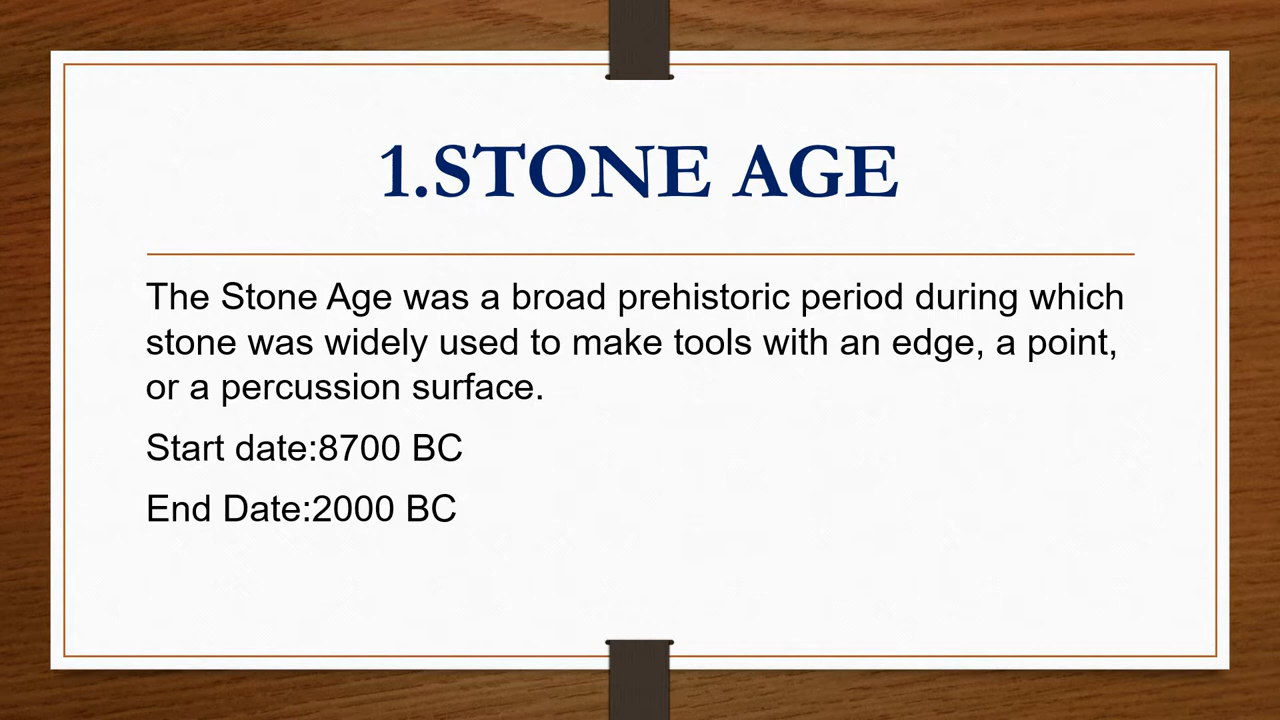 1.STONE AGE
The Stone Age was a broad prehistoric period during which
stone was widely used to make tools with an edge, a point,
or a percussion surface.
Start date:8700 BC
End Date:2000 BC